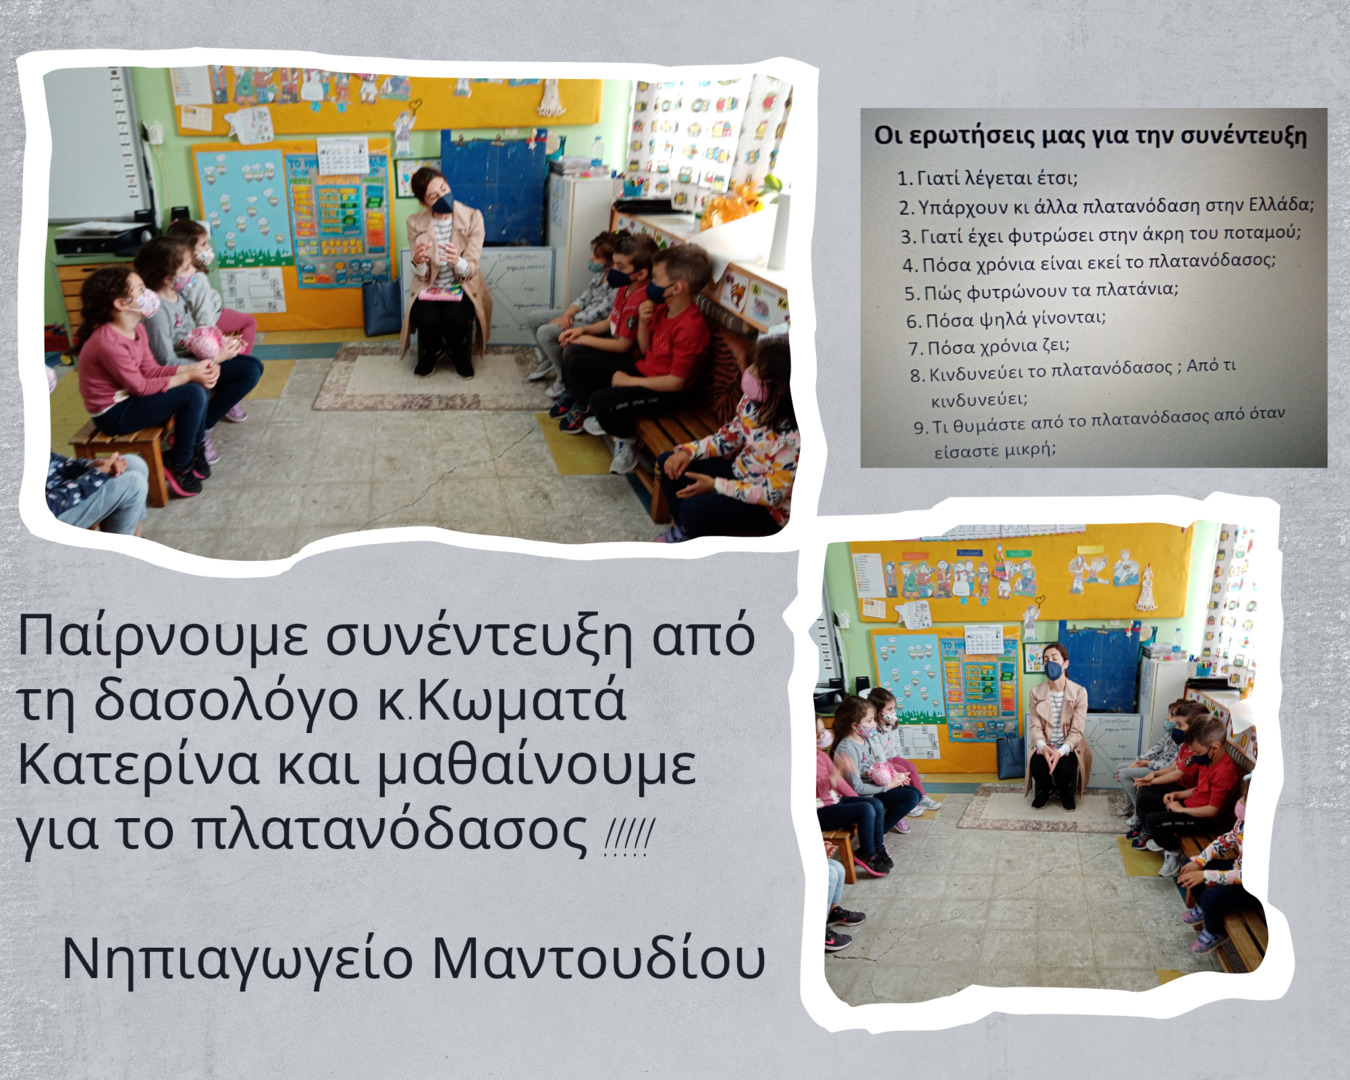 Οι ερωτήσεις μας για την συνέντευξη
1. Γιατί λέγεται έτσι;
2. Υπάρχουν κι άλλα πλατανόδαση στην Ελλάδα;
3. Γιατί έχει φυτρώσει στην άκρη του ποταμού;
4. Πόσα χρόνια είναι εκεί το πλατανόδασος;
5. Πώς φυτρώνουν τα πλατάνια;
6. Πόσα ψηλά γίνονται;
7. Πόσα χρόνια ζει;
8. Κινδυνεύει το πλατανόδασος ; Από τι
κινδυνεύει;
9. Τι θυμάστε από το πλατανόδασος από όταν
είσαστε μικρή;
Παίρνουμε συνέντευξη από
τη δασολόγο κ.Κωματά
Κατερίνα και μαθαίνουμε
για το πλατανόδασος !!!!!
Νηπιαγωγείο Μαντουδίου